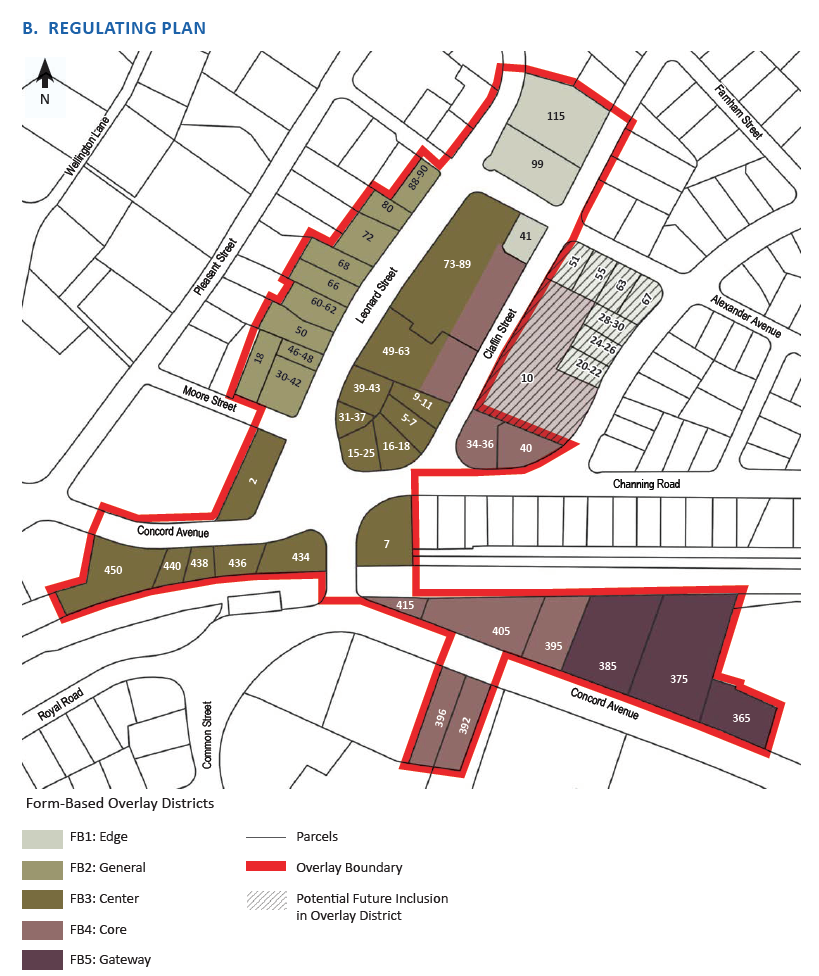 B. REGULATING PLAN
N
Wellington Lane
Farnham Street
115
99
88-90
80
72
68
66
60-62
50
46-48
18
30-42
Pleasant Street
Leonard Street
41
73-89
Claflin Street
51
55
63
67
28-30
24-26
20-22
Alexander Avenue
10
49-63
39-43
9-11
31-37
5-7
15-25
16-18
34-36
40
Moore Street
2
Channing Road
Concord Avenue
450
440
438
436
434
7
415
405
395
385
375
365
396
392
Concord Avenue
Royal Road
Common Street
Form-Based Overlay Districts
FB1: Edge
FB2: General
FB3: Center
FB4: Core
FB5: Gateway
Parcels
Overlay Boundary
Potential Future Inclusion
in Overlay District